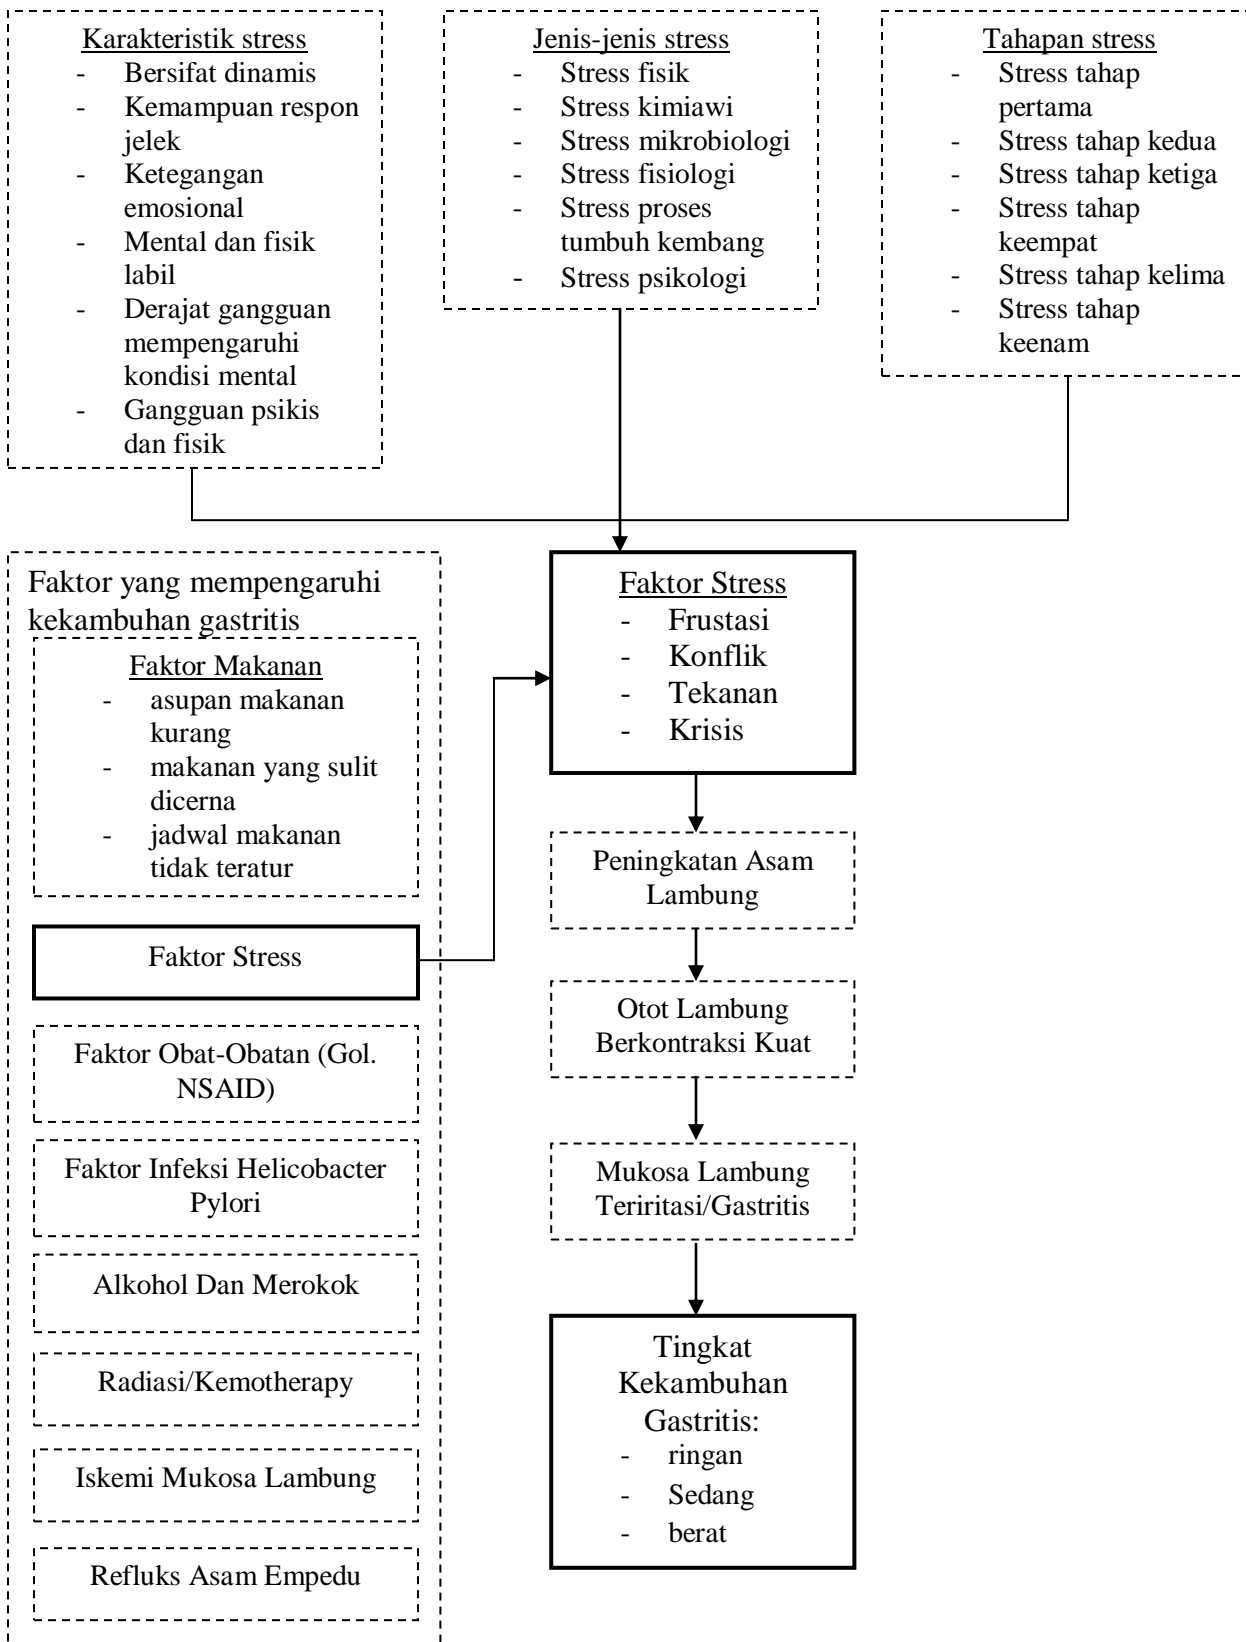 Karakteristik stress
- Bersifat dinamis
- Kemampuan respon
jelek
- Ketegangan
emosional
- Mental dan fisik
labil
- Derajat gangguan
mempengaruhi
kondisi mental
- Gangguan psikis
dan fisik
Jenis-jenis stress
- Stress fisik
- Stress kimiawi
- Stress mikrobiologi
- Stress fisiologi
- Stress proses
tumbuh kembang
- Stress psikologi
Tahapan stress
- Stress tahap
pertama
- Stress tahap kedua
- Stress tahap ketiga
- Stress tahap
keempat
- Stress tahap kelima
- Stress tahap
keenam
Faktor yang mempengaruhi
kekambuhan gastritis
Faktor Makanan
- asupan makanan
kurang
- makanan yang sulit
dicerna
- jadwal makanan
tidak teratur
Faktor Stress
Faktor Obat-Obatan (Gol.
NSAID)
Faktor Infeksi Helicobacter
Pylori
Alkohol Dan Merokok
Radiasi/Kemotherapy
Iskemi Mukosa Lambung
Refluks Asam Empedu
Faktor Stress
- Frustasi
- Konflik
- Tekanan
- Krisis
Peningkatan Asam
Lambung
Otot Lambung
Berkontraksi Kuat
Mukosa Lambung
Teriritasi/Gastritis
Tingkat
Kekambuhan
Gastritis:
- ringan
- Sedang
- berat